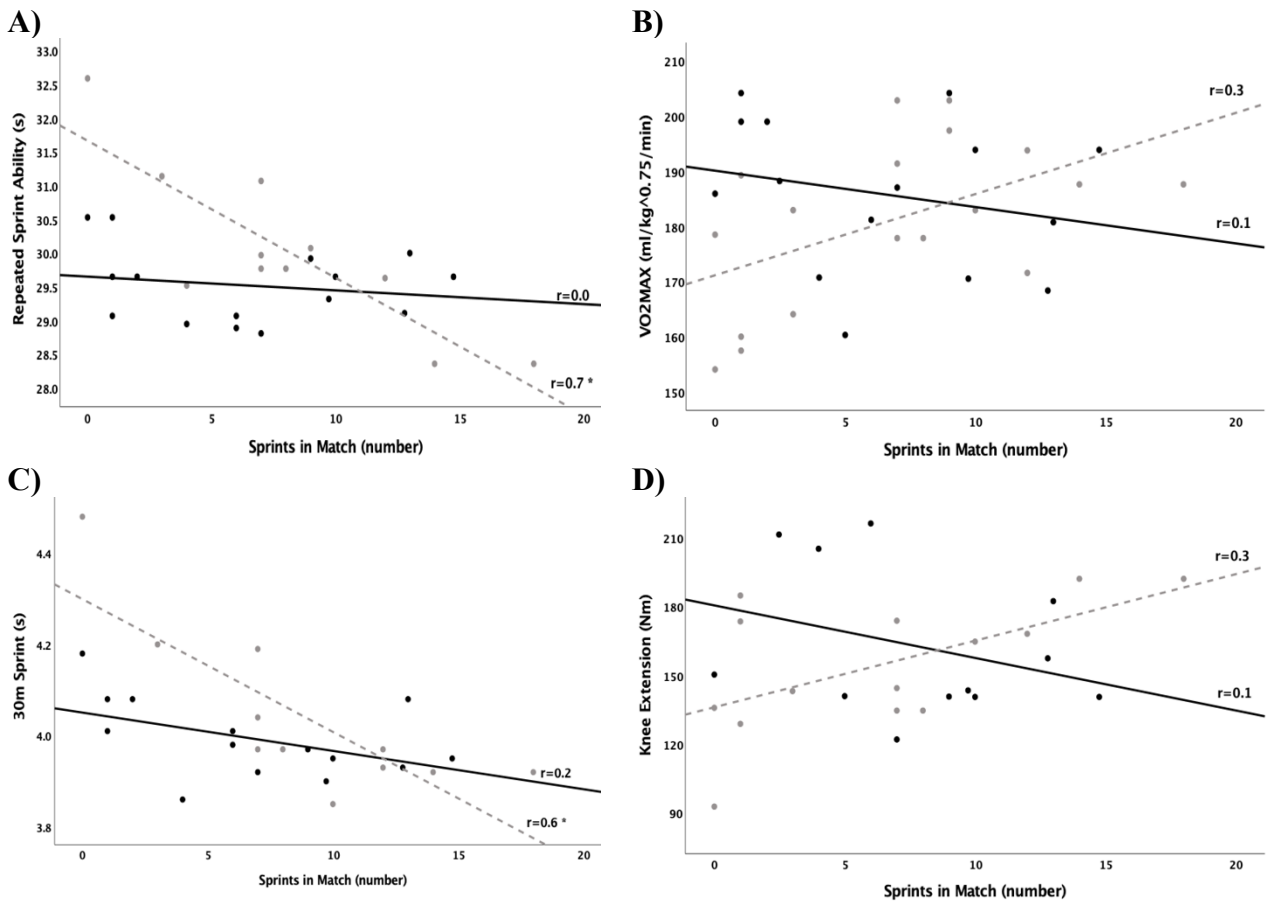 A)
33.0
32.5
32.0
31.5
31.0
30.5
30.0
29.5
29.0
28.5
28.0
Repeated Sprint Ability (s)
r=0.0
r=0.7 *
0 5 10 15 20
Sprints in Match (number)
B)
210
200
190
180
170
160
150
VO2MAX (ml/kg^0.75/min)
r=0.3
r=0.1
0 5 10 15 20
Sprints in Match (number)
C)
4.4
4.2
4.0
3.8
30m Sprint (s)
r=0.2
r=0.6 *
0 5 10 15 20
Sprints in Match (number)
D)
210
180
150
120
90
Knee Extension (Nm)
r=0.3
r=0.1
0 5 10 15 20
Sprints in Match (number)